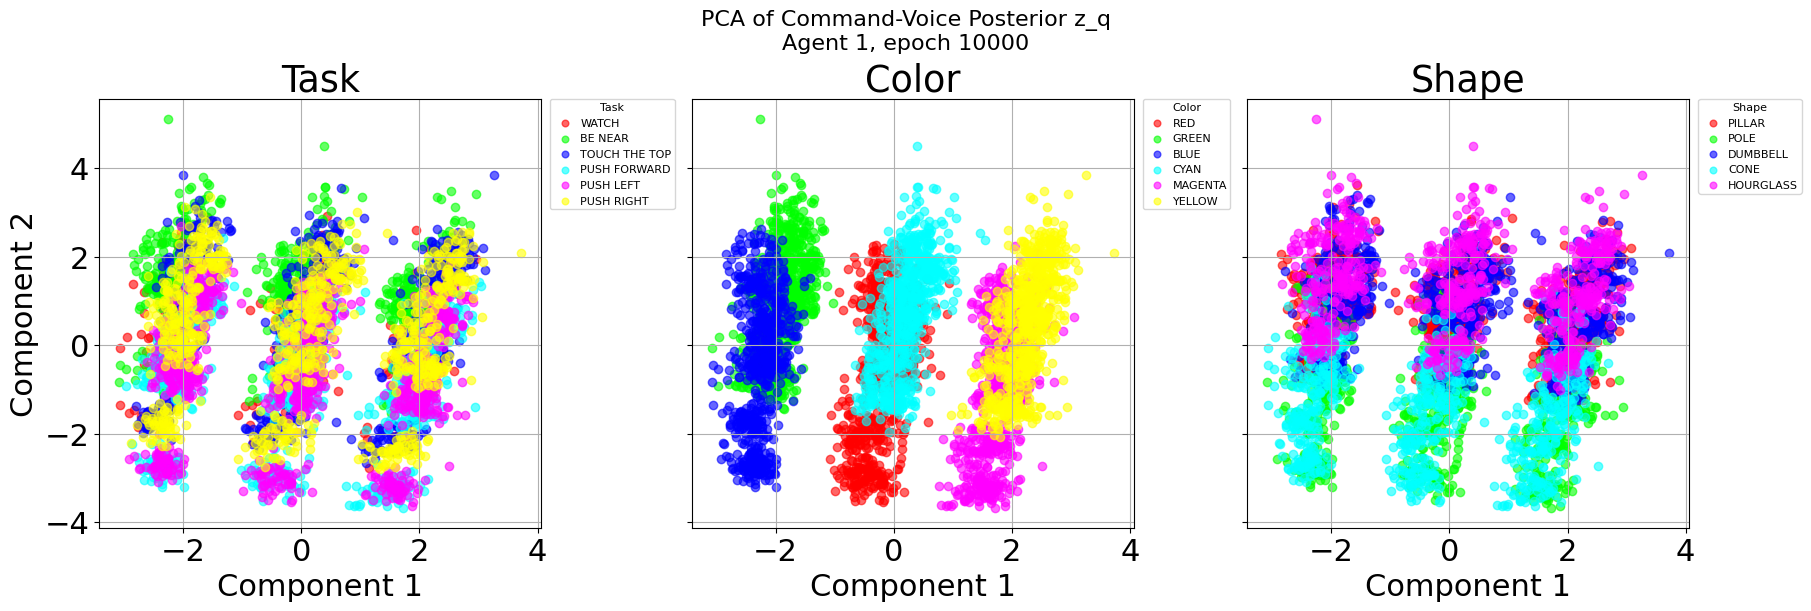 PCA of Command-Voice Posterior z_q
Agent 1, epoch 10000
Task
Color
Shape
Component 2
4
2
0
−2
−4
−2
0
2
4
Component 1
Task
WATCH
BE NEAR
TOUCH THE TOP
PUSH FORWARD
PUSH LEFT
PUSH RIGHT
−2
0
2
4
Component 1
Color
RED
GREEN
BLUE
CYAN
MAGENTA
YELLOW
−2
0
2
4
Component 1
Shape
PILLAR
POLE
DUMBBELL
CONE
HOURGLASS